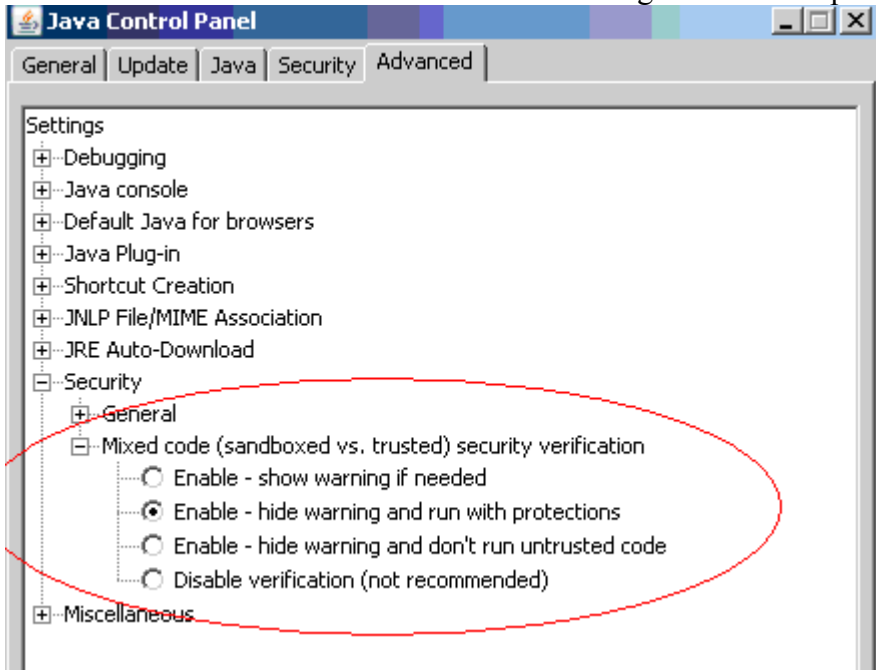 Java Control Panel
General Update Java Security Advanced
Settings
Debugging
Java console
Default Java for browsers
Java Plug-in
Shortcut Creation
JNLP File/MIME Association
JRE Auto-Download
Security
General
Mixed code (sandboxed vs. trusted) security verification
Enable - show warning if needed
Enable - hide warning and run with protections
Enable - hide warning and don't run untrusted code
Disable verification (not recommended)
Miscellaneous